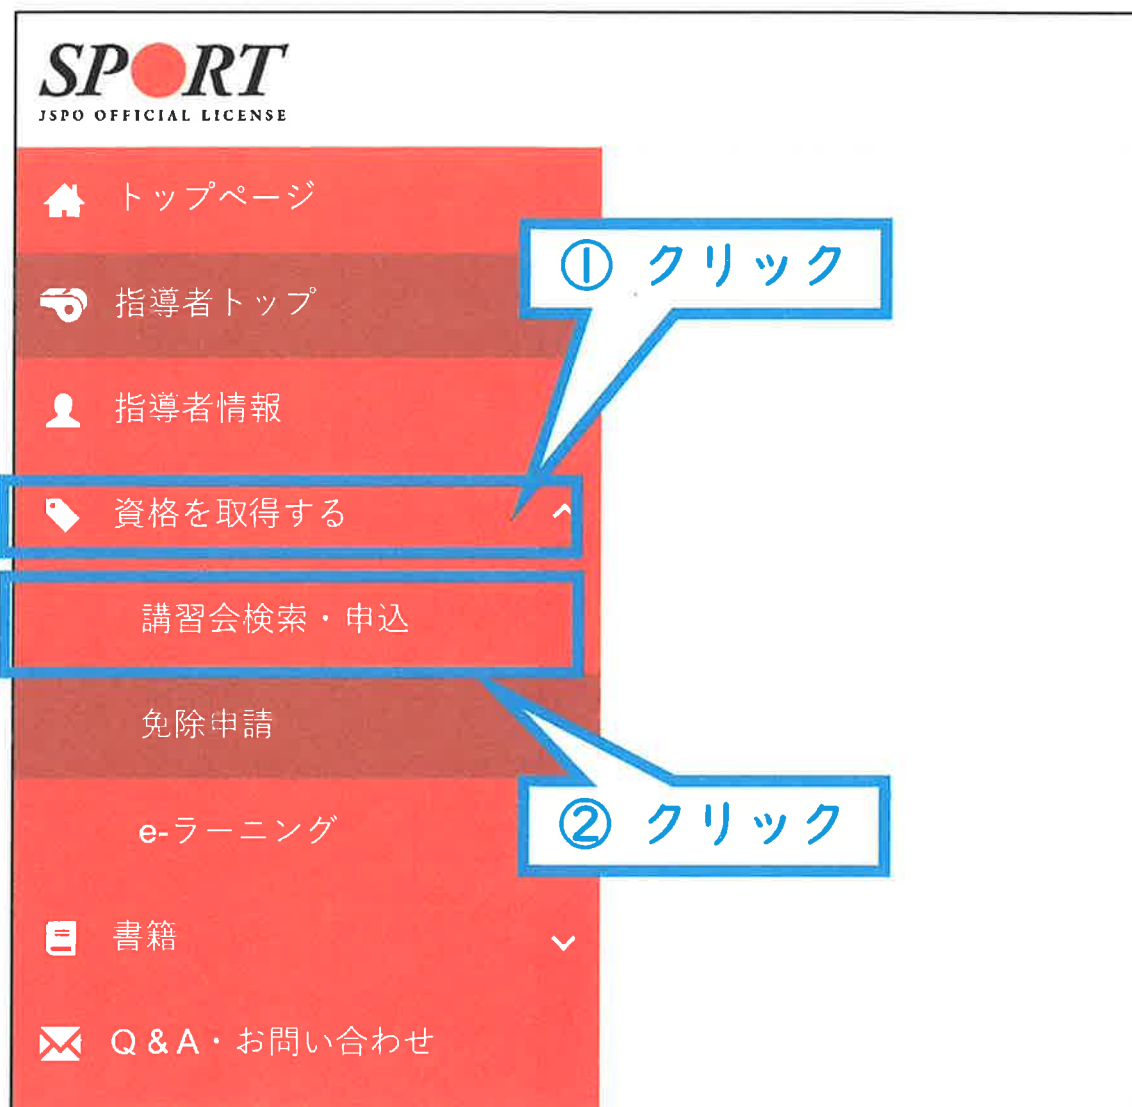 SPORT
JSPO OFFICIAL LICENSE
トップページ
① クリック
指導者トップ
指導者情報
資格を取得する
講習会検索・申込
免除申請
② クリック
e-ラーニング
書籍
Q & A・お問い合わせ